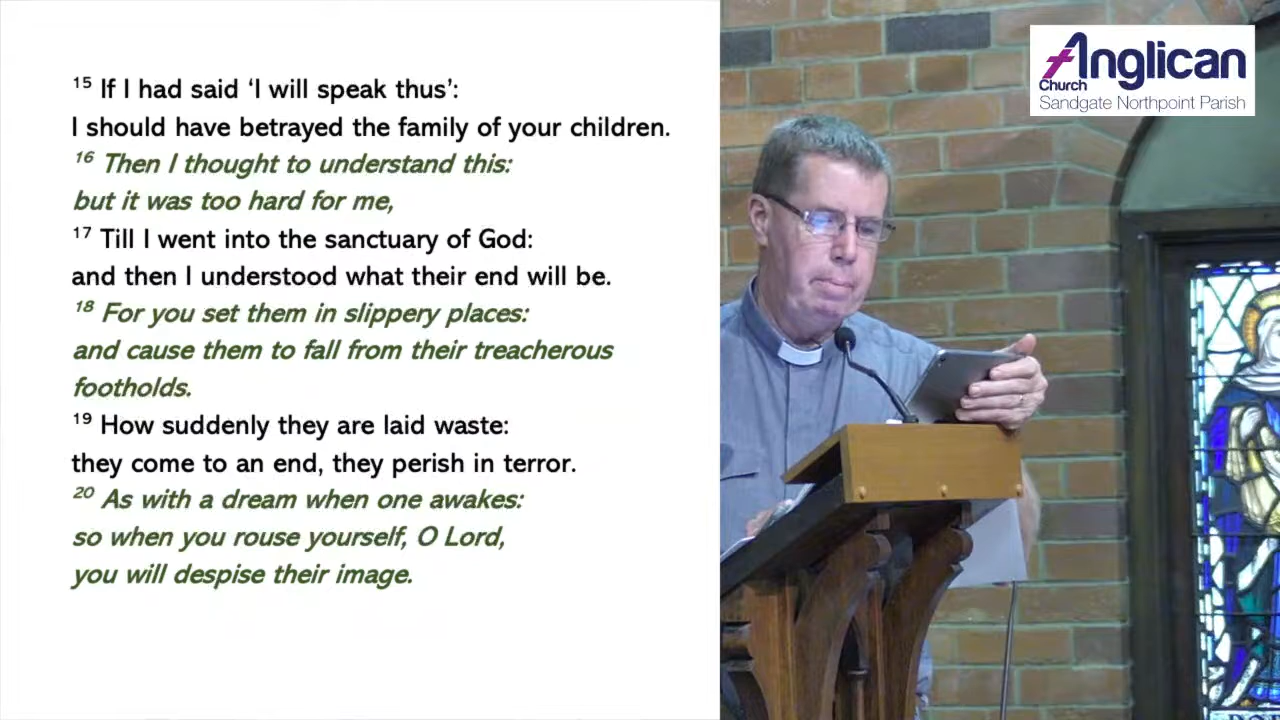 ¹⁵ If I had said ‘I will speak thus’:
I should have betrayed the family of your children.
¹⁶ Then I thought to understand this:
but it was too hard for me,
¹⁷ Till I went into the sanctuary of God:
and then I understood what their end will be.
¹⁸ For you set them in slippery places:
and cause them to fall from their treacherous
footholds.
¹⁹ How suddenly they are laid waste:
they come to an end, they perish in terror.
²⁰ As with a dream when one awakes:
so when you rouse yourself, O Lord,
you will despise their image.
Anglican
Church
Sandgate Northpoint Parish